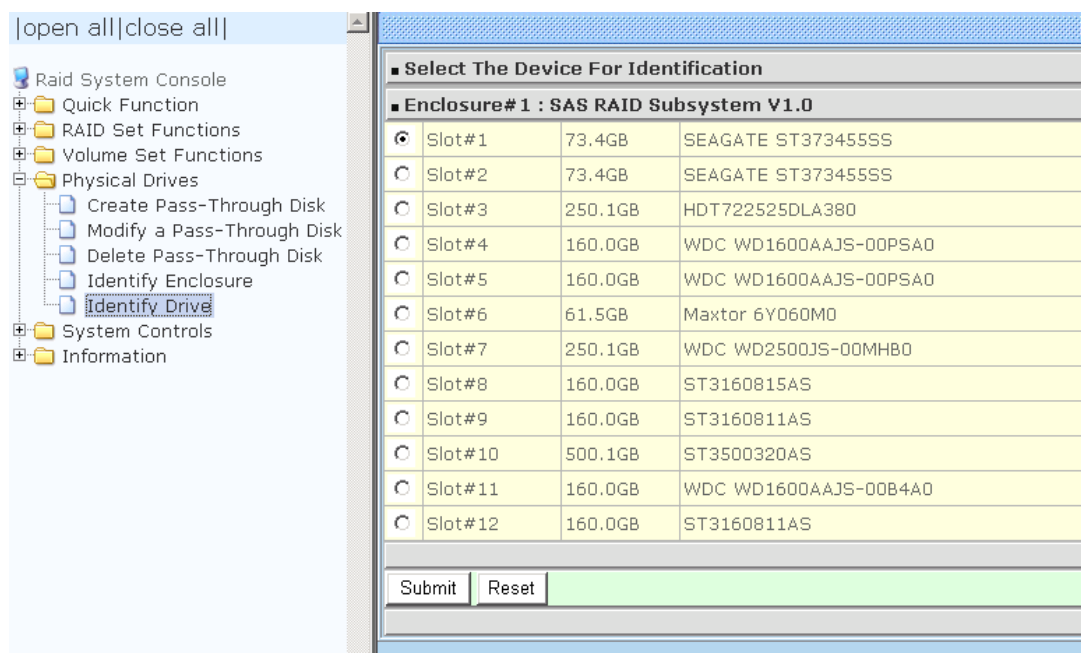 |open all|close all|
Raid System Console
Quick Function
RAID Set Functions
Volume Set Functions
Physical Drives
Create Pass-Through Disk
Modify a Pass-Through Disk
Delete Pass-Through Disk
Identify Enclosure
Identify Drive
System Controls
Information
Select The Device For Identification
Enclosure#1 : SAS RAID Subsystem V1.0
Slot#1 73.4GB SEAGATE ST373455SS
Slot#2 73.4GB SEAGATE ST373455SS
Slot#3 250.1GB HDT722525DLA380
Slot#4 160.0GB WDC WD1600AAJS-00PSA0
Slot#5 160.0GB WDC WD1600AAJS-00PSA0
Slot#6 61.5GB Maxtor 6Y060M0
Slot#7 250.1GB WDC WD2500JS-00MHB0
Slot#8 160.0GB ST3160815AS
Slot#9 160.0GB ST3160811AS
Slot#10 500.1GB ST3500320AS
Slot#11 160.0GB WDC WD1600AAJS-00B4A0
Slot#12 160.0GB ST3160811AS
Submit Reset